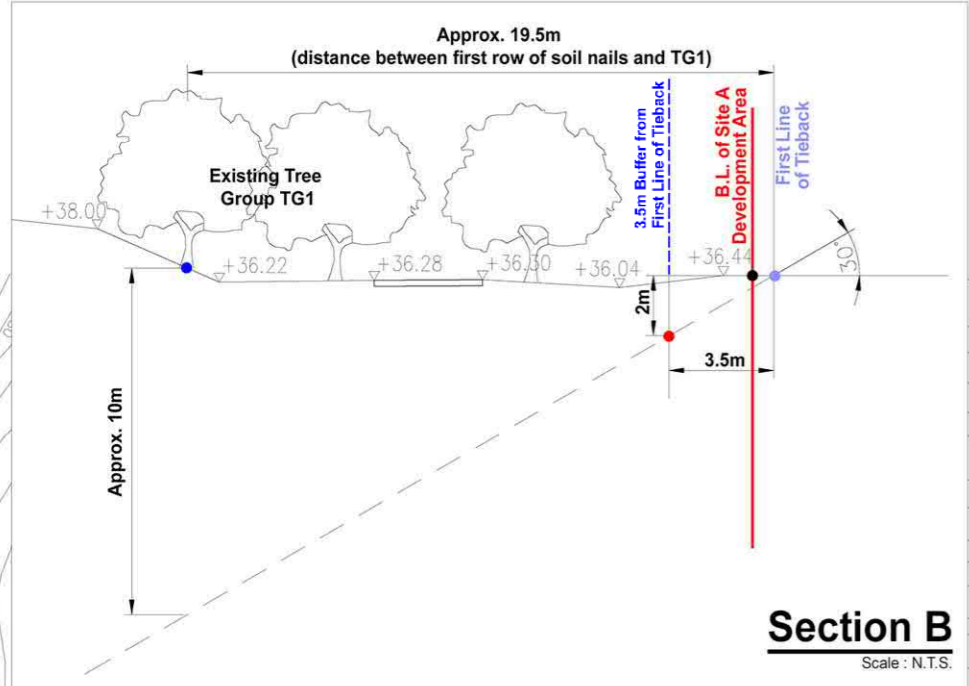 Approx. 19.5m
(distance between first row of soil nails and TG1)
3.5m Buffer from
First Line of Tieback
B.L. of Site A
Development Area
First Line
of Tieback
Existing Tree
Group TG1
+38.00
+36.22
+36.28
+36.30
+36.04
+36.44
30°
2m
3.5m
Approx. 10m
Section B
Scale : N.T.S.